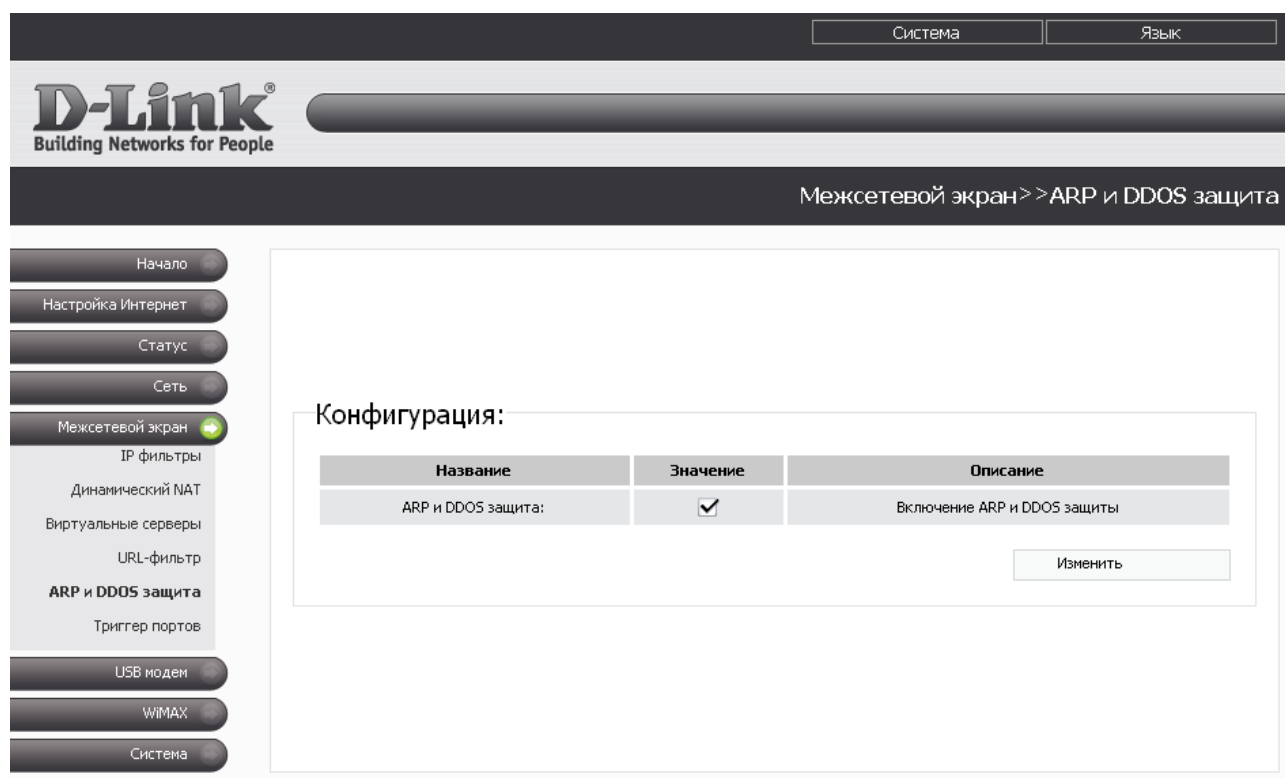 Система Язык
D-Link®
Building Networks for People
Межсетевой экран>>ARP и DDOS защита
Начало
Настройка Интернет
Статус
Сеть
Межсетевой экран
IP фильтры
Динамический NAT
Виртуальные серверы
URL-фильтр
ARP и DDOS защита
Триггер портов
USB модем
WiMAX
Система
Конфигурация:
Название Значение Описание
ARP и DDOS защита: Включение ARP и DDOS защиты
Изменить